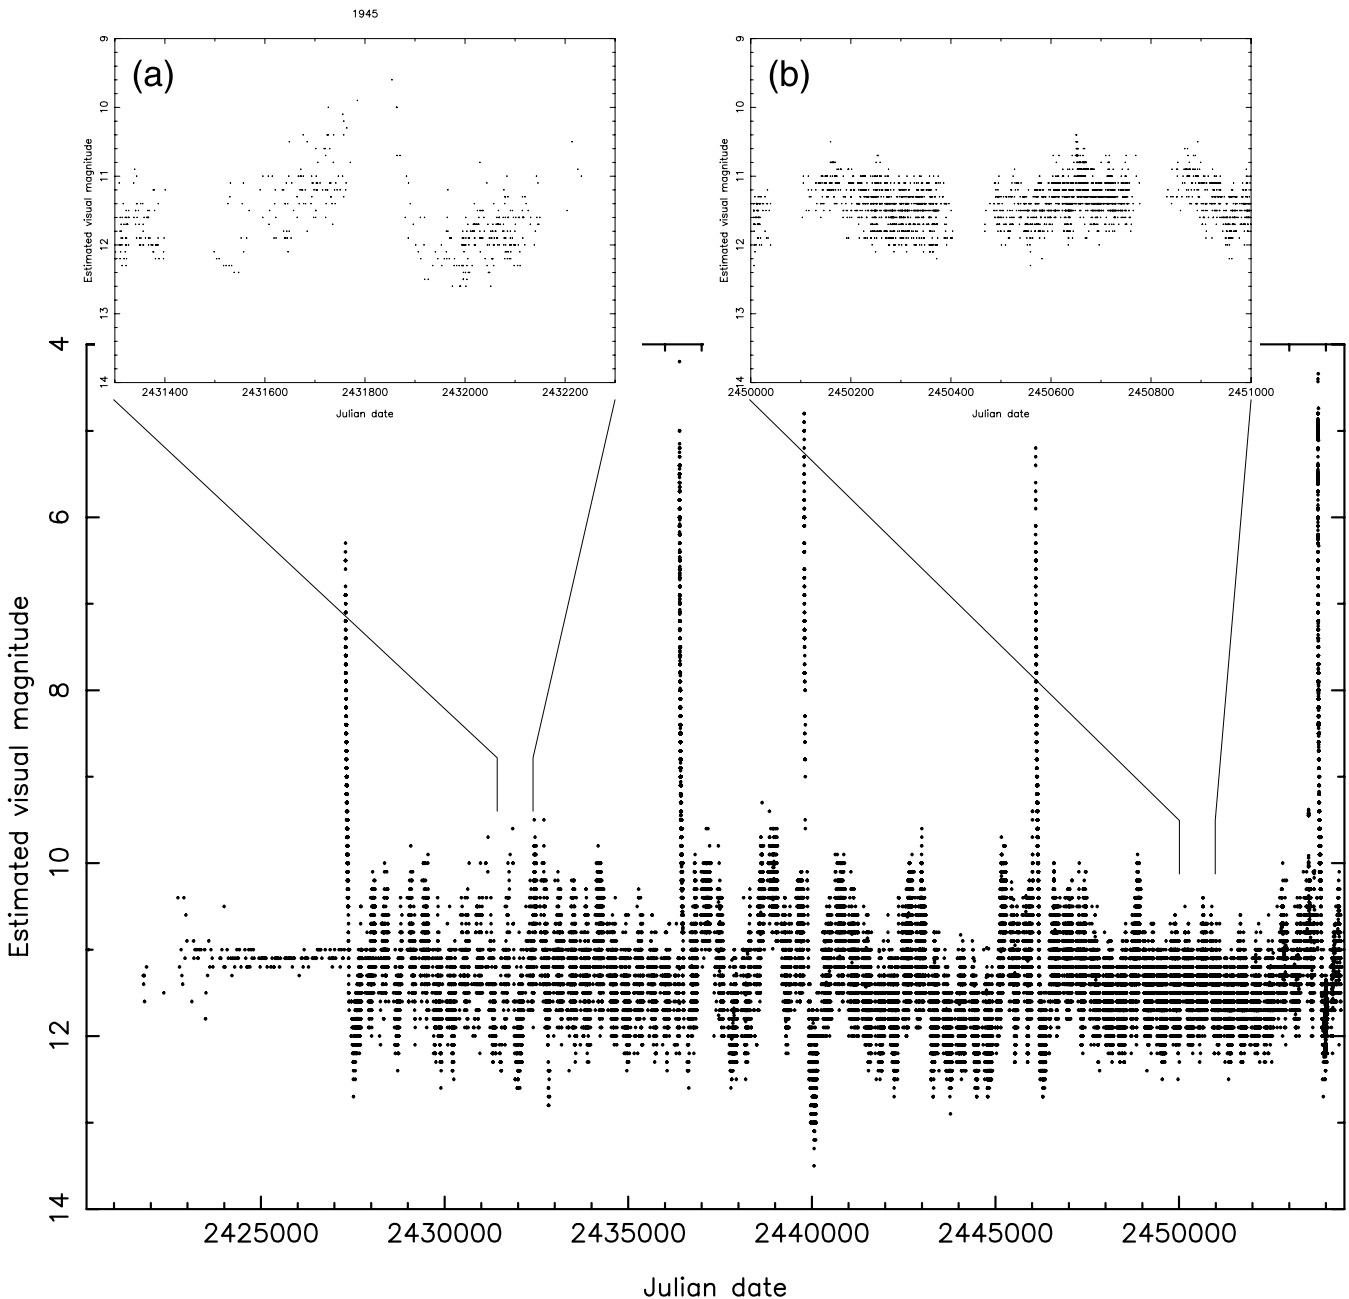 1945
(a)
Estimated visual magnitude
9
10
11
12
13
14
2431400 2431600 2431800 2432000 2432200
Julian date
(b)
Estimated visual magnitude
9
10
11
12
13
14
2450000 2450200 2450400 2450600 2450800 2451000
Julian date
Estimated visual magnitude
4
6
8
10
12
14
2425000 2430000 2435000 2440000 2445000 2450000
Julian date